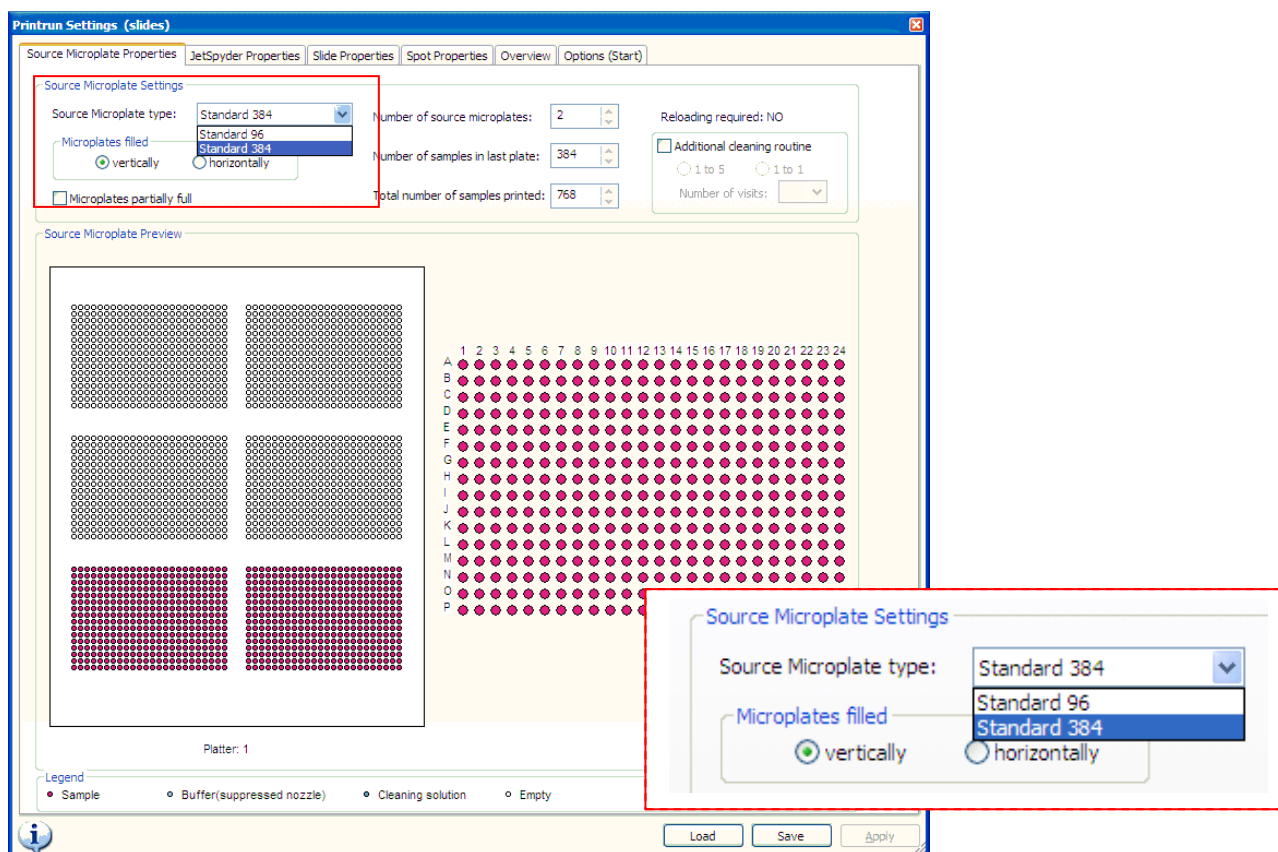 Printrun Settings (slides)
Source Microplate Properties JetSpyder Properties Slide Properties Spot Properties Overview Options (Start)
Source Microplate Settings
Source Microplate type: Standard 384
Standard 96
Standard 384
Microplates filled
vertically horizontally
Microplates partially full
Number of source microplates: 2
Number of samples in last plate: 384
Total number of samples printed: 768
Reloading required: NO
Additional cleaning routine
1 to 5 1 to 1
Number of visits:
Source Microplate Preview
1 2 3 4 5 6 7 8 9 10 11 12 13 14 15 16 17 18 19 20 21 22 23 24
A
B
C
D
E
F
G
H
I
J
K
L
M
N
O
P
Platter: 1
Legend
Sample Buffer(suppressed nozzle) Cleaning solution Empty
Load Save Apply
Source Microplate Settings
Source Microplate type: Standard 384
Standard 96
Standard 384
Microplates filled
vertically horizontally